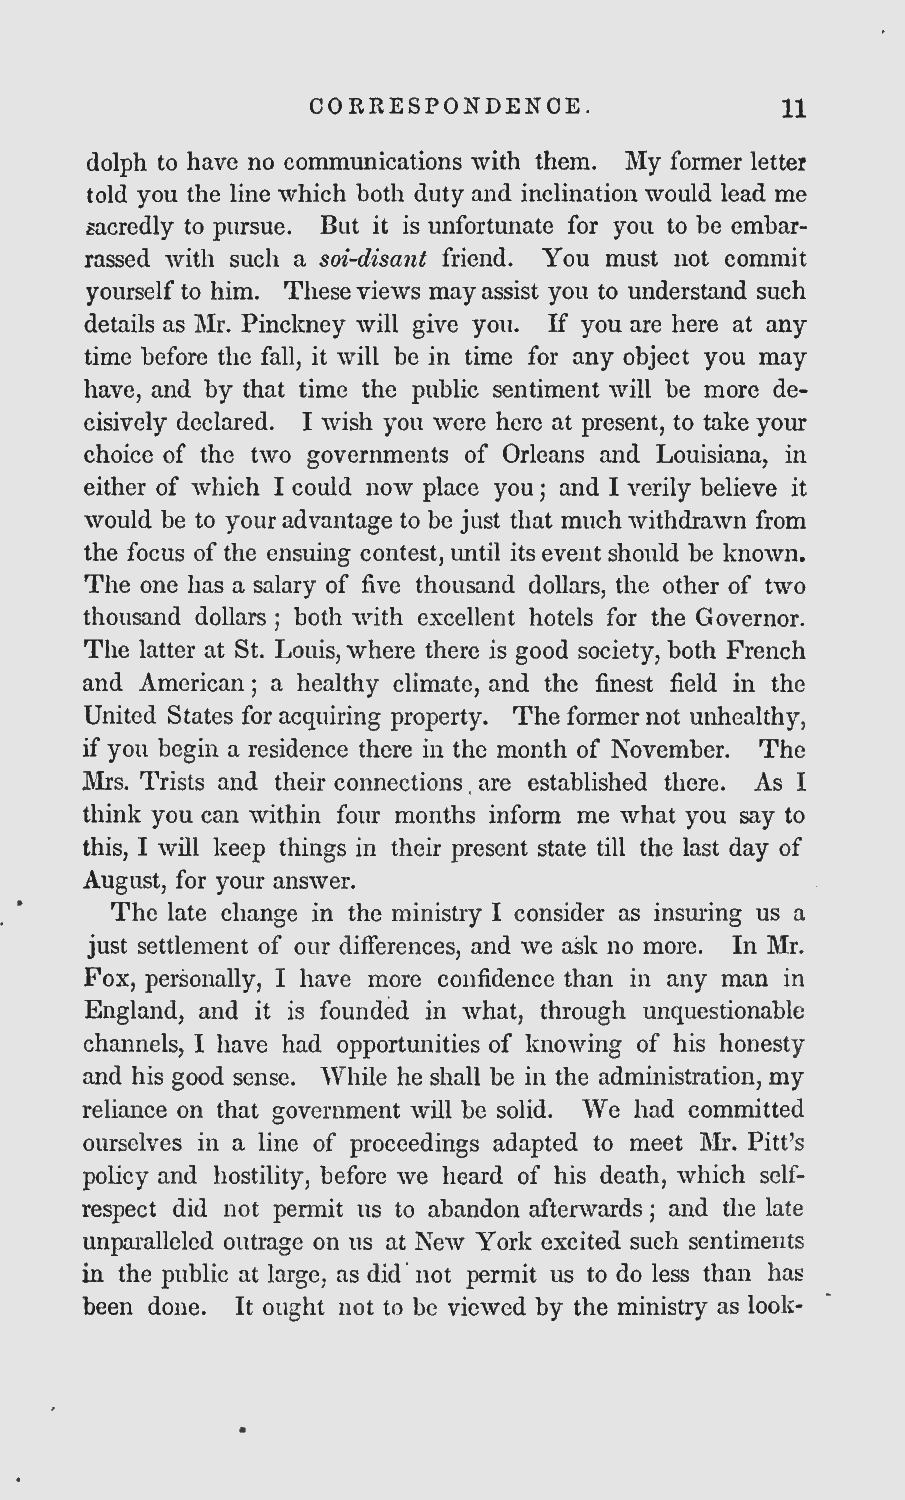 CORRESPONDENCE. 11
dolph to have no communications with them. My former letter
told you the line which both duty and inclination would lead me
sacredly to pursue. But it is unfortunate for you to be embar-
rassed with such a soi-disant friend. You must not commit
yourself to him. These views may assist you to understand such
details as Mr. Pinckney will give you. If you are here at any
time before the fall, it will be in time for any object you may
have, and by that time the public sentiment will be more de-
cisively declared. I wish you were here at present, to take your
choice of the two governments of Orleans and Louisiana, in
either of which I could now place you; and I verily believe it
would be to your advantage to be just that much withdrawn from
the focus of the ensuing contest, until its event should be known.
The one has a salary of five thousand dollars, the other of two
thousand dollars; both with excellent hotels for the Governor.
The latter at St. Louis, where there is good society, both French
and American; a healthy climate, and the finest field in the
United States for acquiring property. The former not unhealthy,
if you begin a residence there in the month of November. The
Mrs. Trists and their connections are established there. As I
think you can within four months inform me what you say to
this, I will keep things in their present state till the last day of
August, for your answer.
The late change in the ministry I consider as insuring us a
just settlement of our differences, and we ask no more. In Mr.
Fox, personally, I have more confidence than in any man in
England, and it is founded in what, through unquestionable
channels, I have had opportunities of knowing of his honesty
and his good sense. While he shall be in the administration, my
reliance on that government will be solid. We had committed
ourselves in a line of proceedings adapted to meet Mr. Pitt's
policy and hostility, before we heard of his death, which self-
respect did not permit us to abandon afterwards; and the late
unparalleled outrage on us at New York excited such sentiments
in the public at large, as did not permit us to do less than has
been done. It ought not to be viewed by the ministry as look-